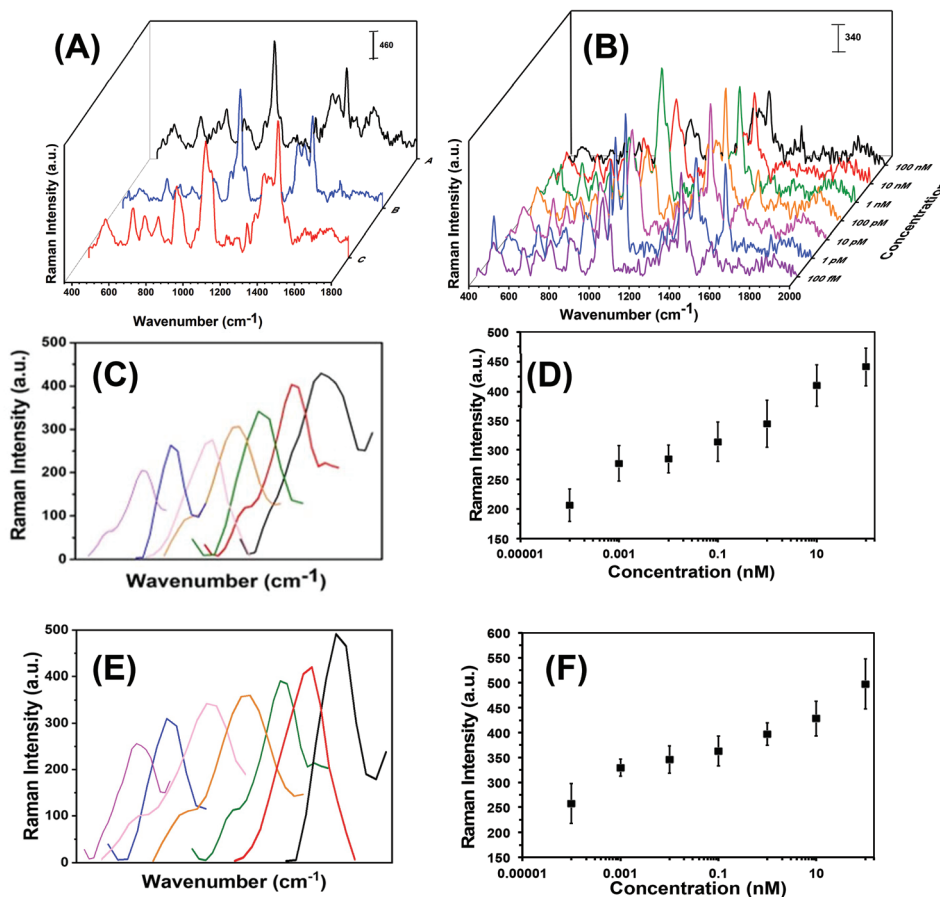 (A)
460
Raman Intensity (a.u.)
A
B
C
400 600 800 1000 1200 1400 1600 1800
Wavenumber (cm-1)
(B)
340
Raman Intensity (a.u.)
100 nM
10 nM
1 nM
100 pM
10 pM
1 pM
100 fM
Concentration
400 600 800 1000 1200 1400 1600 1800 2000
Wavenumber (cm-1)
(C)
500
400
300
200
100
0
Raman Intensity (a.u.)
Wavenumber (cm-1)
(D)
500
450
400
350
300
250
200
150
Raman Intensity (a.u.)
0.00001 0.001 0.1 10
Concentration (nM)
(E)
500
400
300
200
100
0
Raman Intensity (a.u.)
Wavenumber (cm-1)
(F)
600
550
500
450
400
350
300
250
200
150
Raman Intensity (a.u.)
0.00001 0.001 0.1 10
Concentration (nM)